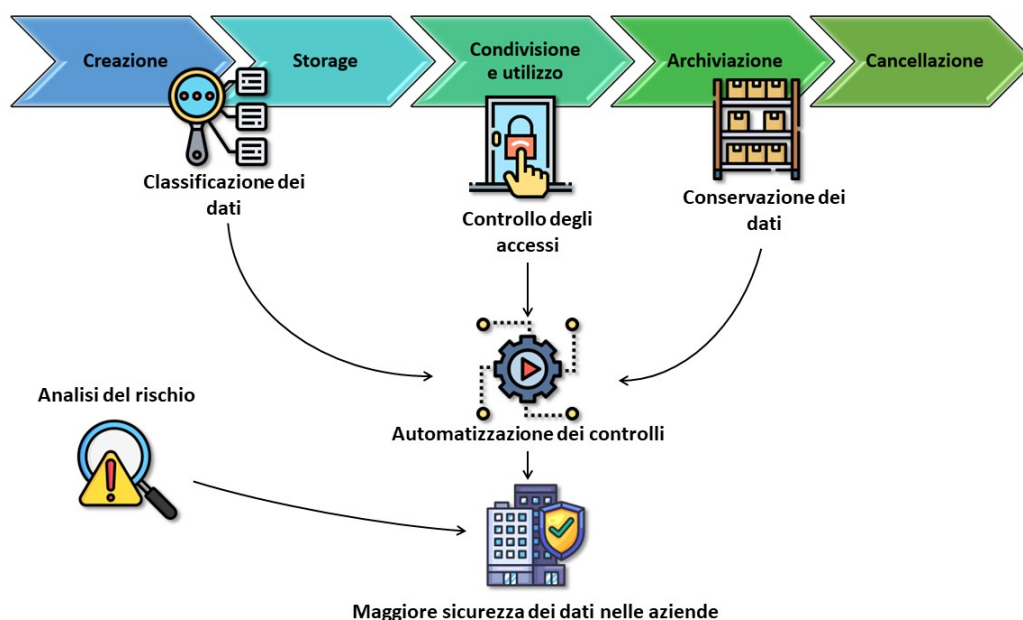 Creazione
Storage
Condivisione
e utilizzo
Archiviazione
Cancellazione
Classificazione dei
dati
Controllo degli
accessi
Conservazione dei
dati
Analisi del rischio
Automatizzazione dei controlli
Maggiore sicurezza dei dati nelle aziende